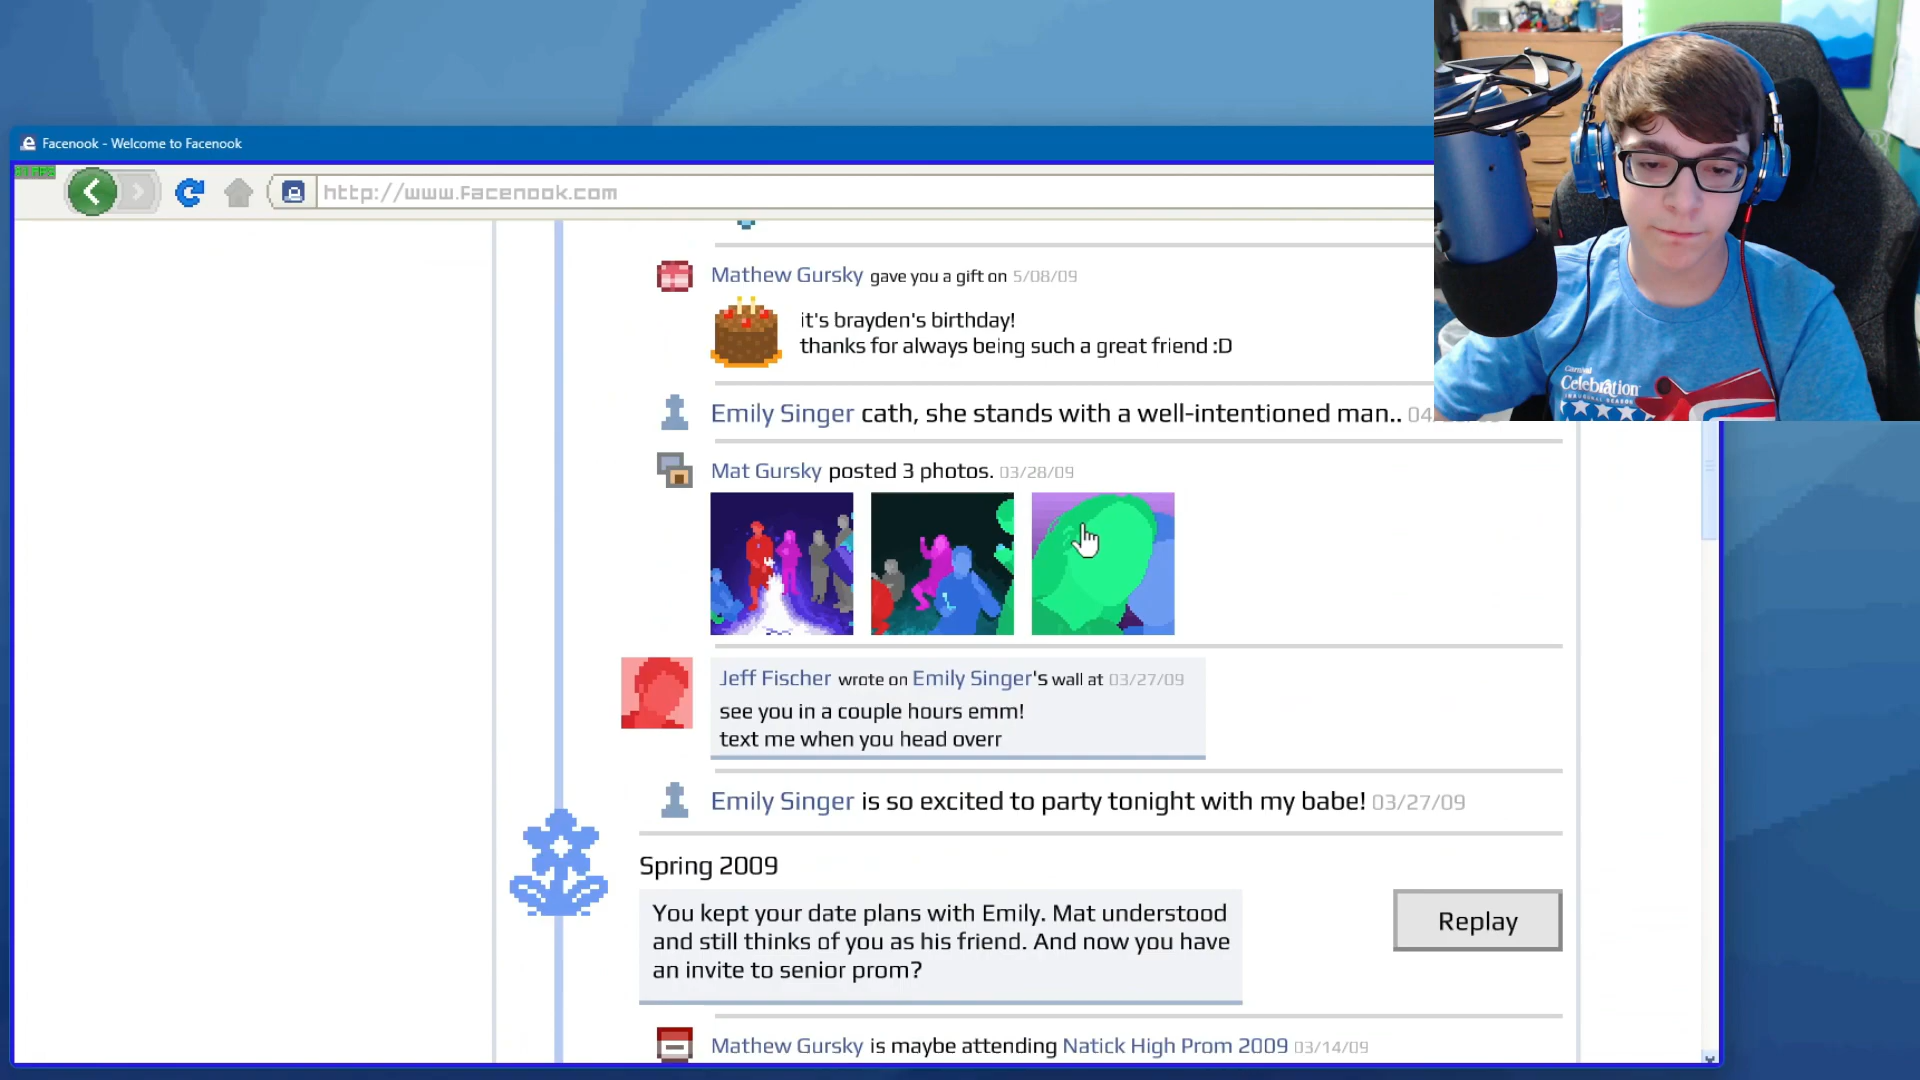 Facenook - Welcome to Facenook
http://www.Facenook.com
Mathew Gursky gave you a gift on 5/08/09
it's brayden's birthday!
thanks for always being such a great friend :D
Emily Singer cath, she stands with a well-intentioned man.. 04
Mat Gursky posted 3 photos. 03/28/09
Jeff Fischer wrote on Emily Singer's wall at 03/27/09
see you in a couple hours emm!
text me when you head overr
Emily Singer is so excited to party tonight with my babe! 03/27/09
Spring 2009
You kept your date plans with Emily. Mat understood
and still thinks of you as his friend. And now you have
an invite to senior prom?
Replay
Mathew Gursky is maybe attending Natick High Prom 2009 03/14/09
Carnival
Celebration
INAUGURAL SEASON